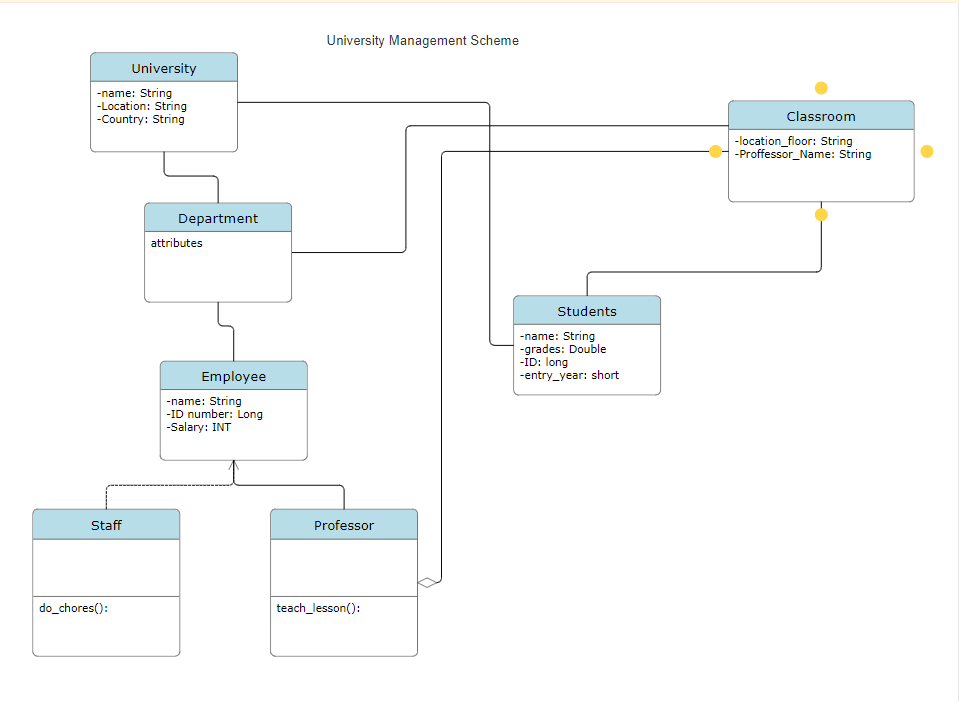 University Management Scheme
University
-name: String
-Location: String
-Country: String
Classroom
-location_floor: String
-Proffessor_Name: String
Department
attributes
Students
-name: String
-grades: Double
-ID: long
-entry_year: short
Employee
-name: String
-ID number: Long
-Salary: INT
Staff
do_chores():
Professor
teach_lesson():